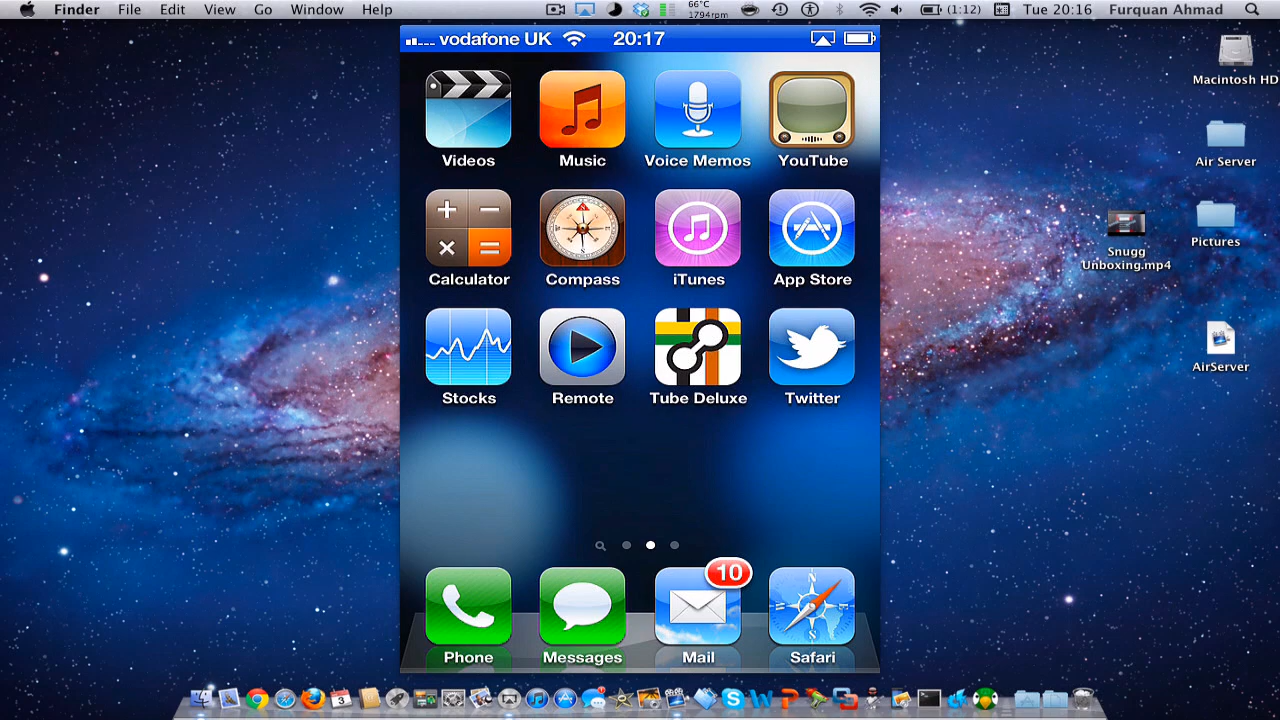 Finder File Edit View Go Window Help 66°C 1794rpm (1:12) Tue 20:16 Furquan Ahmad
vodafone UK 20:17
Macintosh HD
Videos Music Voice Memos YouTube
Air Server
Calculator Compass iTunes App Store
Pictures
Snugg
Unboxing.mp4
Stocks Remote Tube Deluxe Twitter
AirServer
10
N
Phone Messages Mail Safari
3